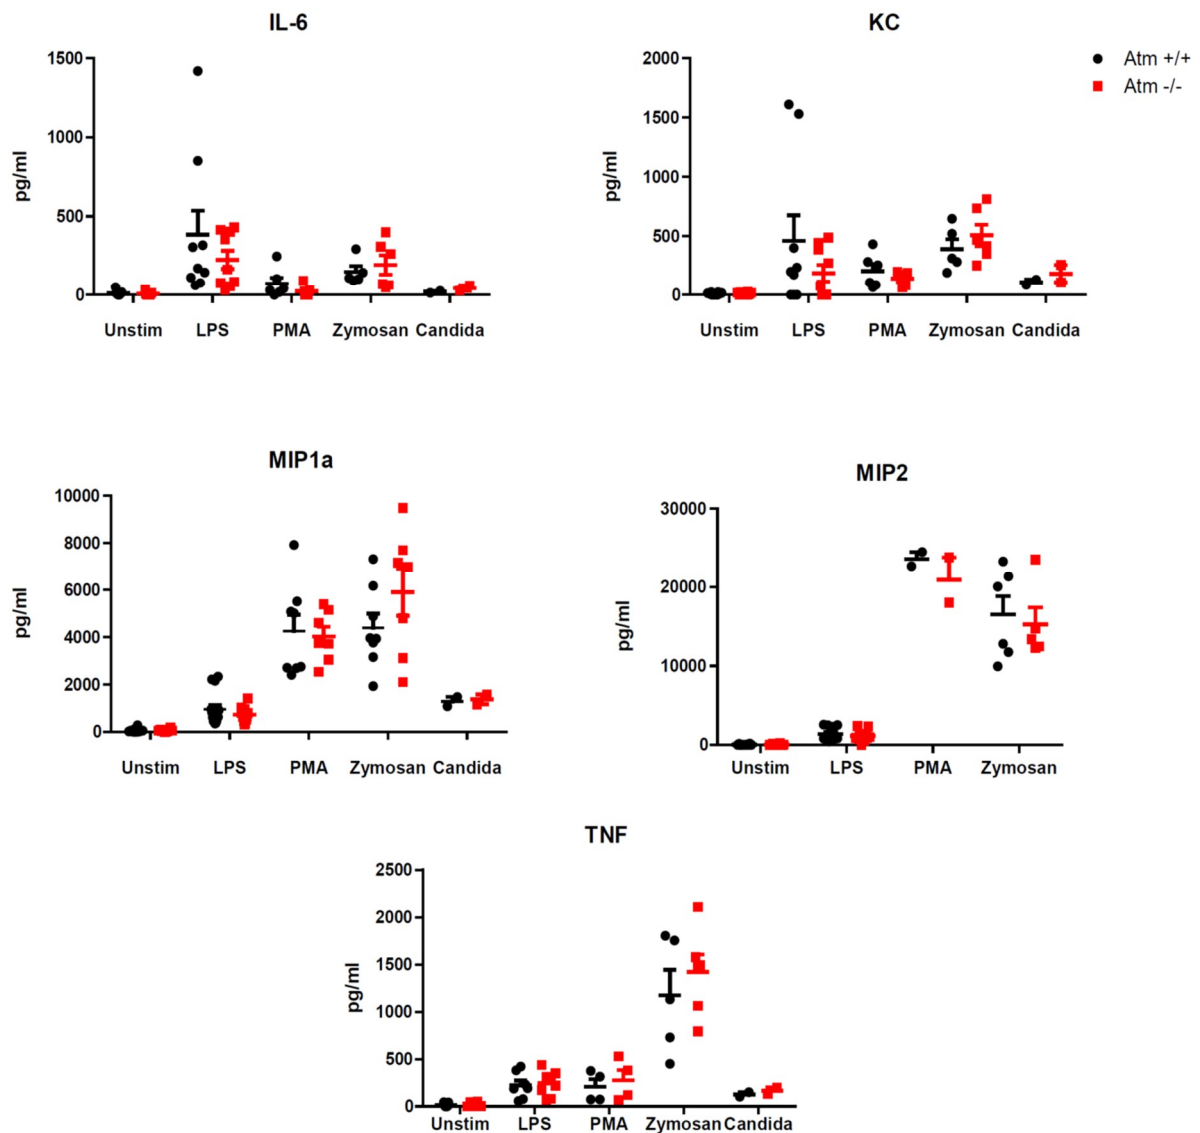 IL-6
1500
1000
500
0
pg/ml
Unstim LPS PMA Zymosan Candida
KC
2000
1500
1000
500
0
pg/ml
Unstim LPS PMA Zymosan Candida
Atm +/+
Atm -/-
MIP1a
10000
8000
6000
4000
2000
0
pg/ml
Unstim LPS PMA Zymosan Candida
MIP2
30000
20000
10000
0
pg/ml
Unstim LPS PMA Zymosan
TNF
2500
2000
1500
1000
500
0
pg/ml
Unstim LPS PMA Zymosan Candida